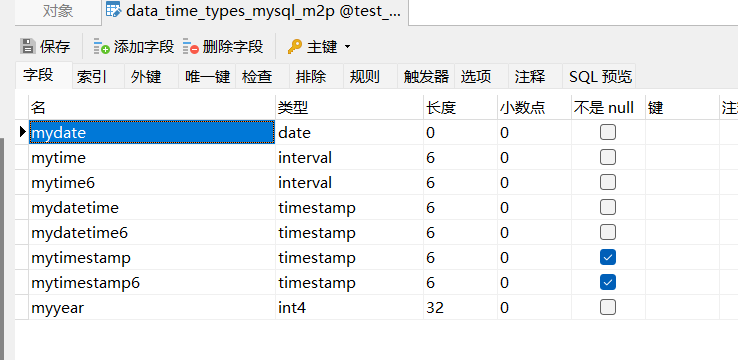 对象 data_time_types_mysql_m2p @test_...
保存 添加字段 删除字段 主键
字段 索引 外键 唯一键 检查 排除 规则 触发器 选项 注释 SQL 预览
名 类型 长度 小数点 不是 null 键
mydate date 0 0
mytime interval 6 0
mytime6 interval 6 0
mydatetime timestamp 6 0
mydatetime6 timestamp 6 0
mytimestamp timestamp 6 0
mytimestamp6 timestamp 6 0
myyear int4 32 0